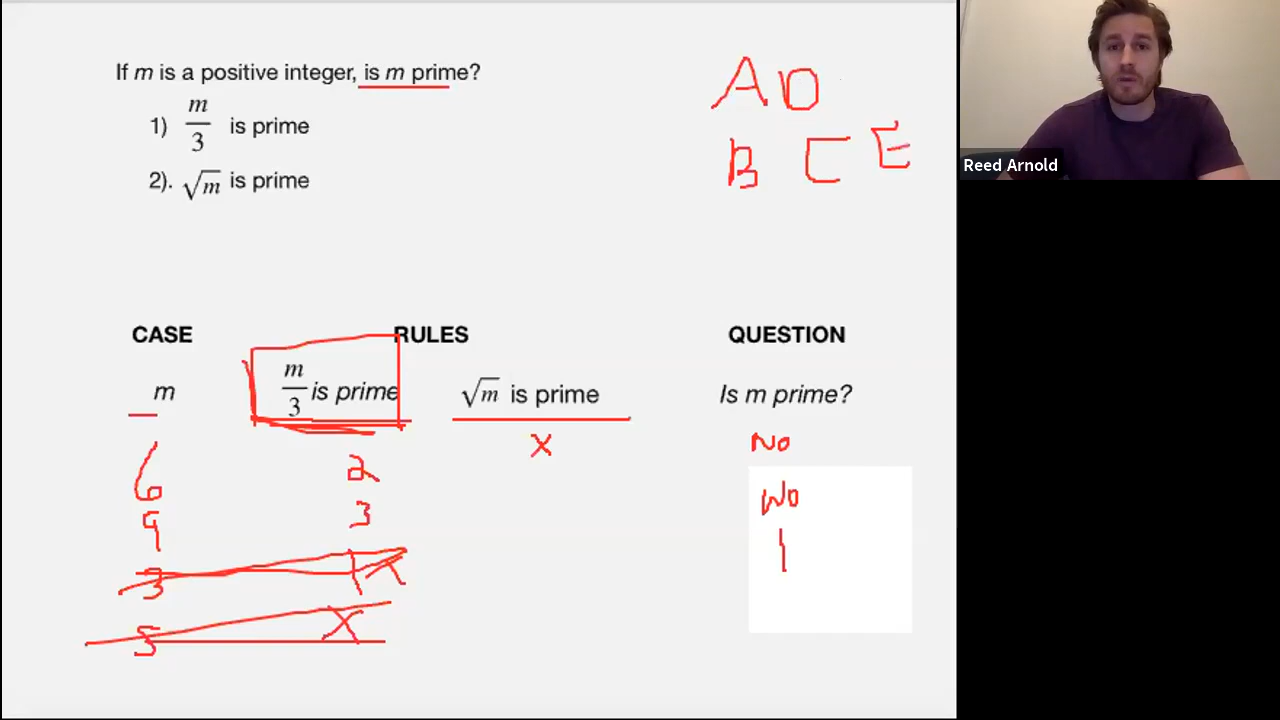 If m is a positive integer, is m prime?
1) m/3 is prime
2). √m is prime
A D
B C E
Reed Arnold
CASE RULES QUESTION
m m/3 is prime √m is prime Is m prime?
X No
6 2
No
9 3
3 1 X
5 X